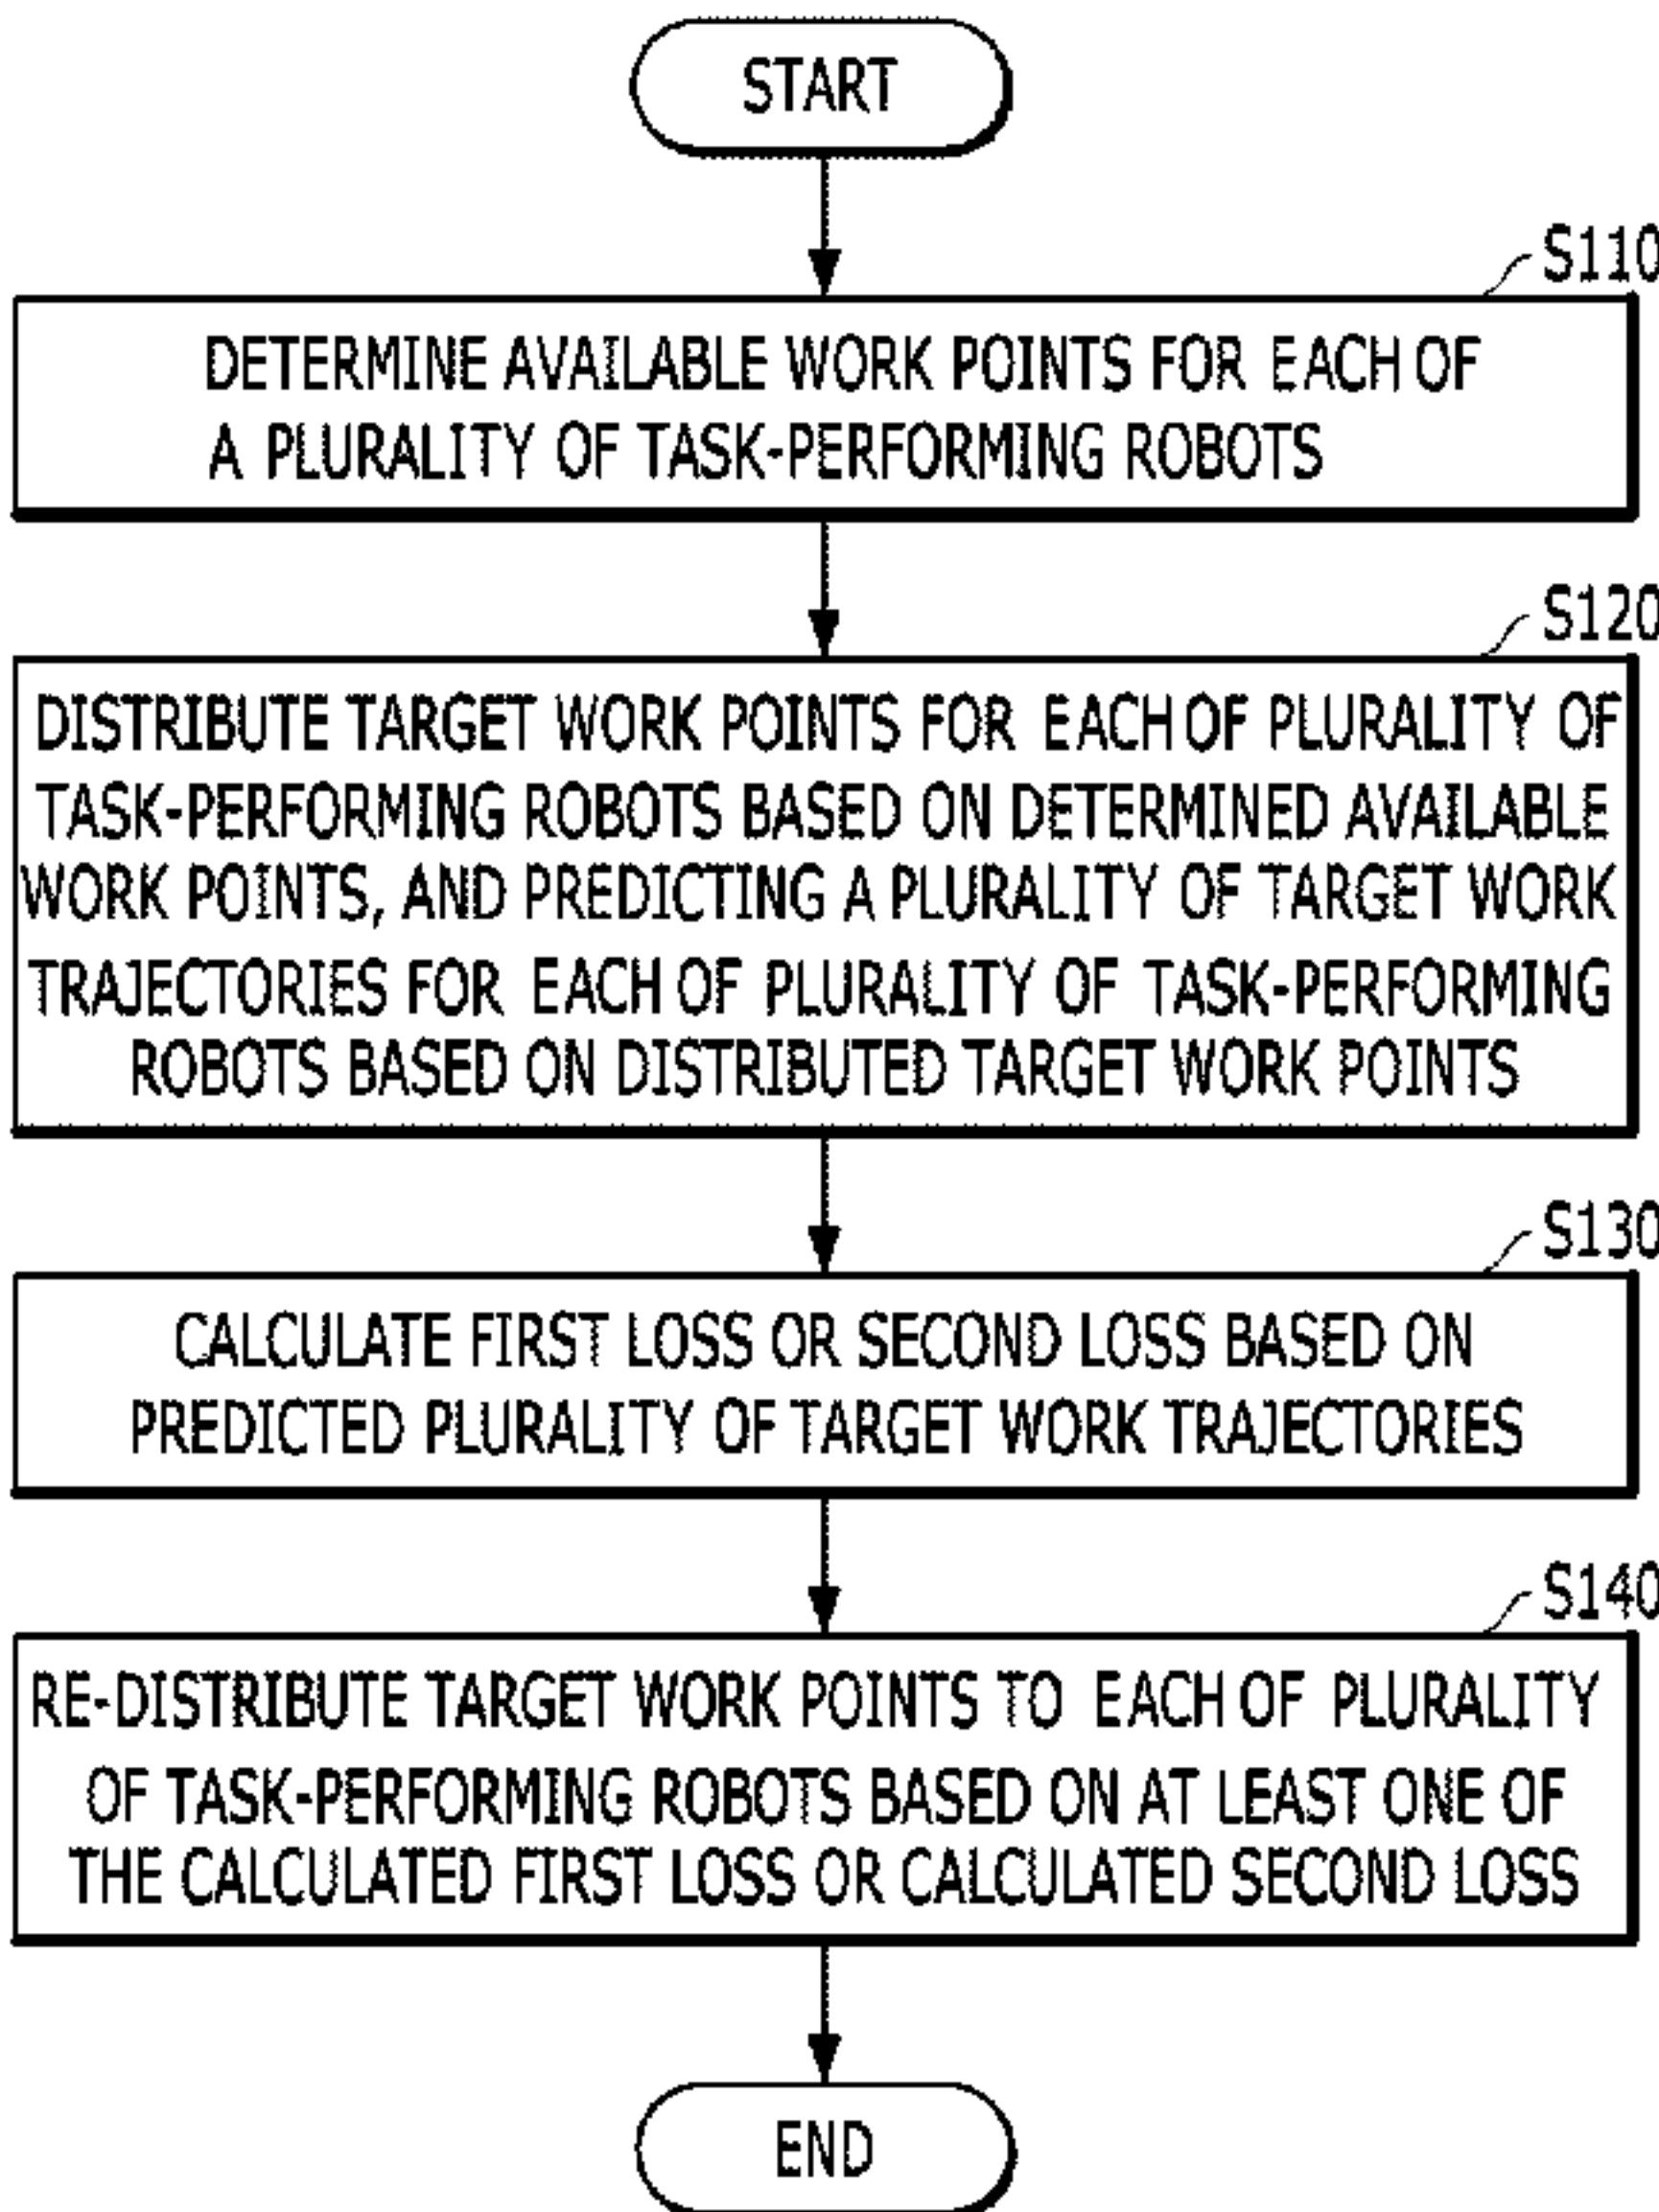 START
S110
DETERMINE AVAILABLE WORK POINTS FOR EACH OF
A PLURALITY OF TASK-PERFORMING ROBOTS
S120
DISTRIBUTE TARGET WORK POINTS FOR EACH OF PLURALITY OF
TASK-PERFORMING ROBOTS BASED ON DETERMINED AVAILABLE
WORK POINTS, AND PREDICTING A PLURALITY OF TARGET WORK
TRAJECTORIES FOR EACH OF PLURALITY OF TASK-PERFORMING
ROBOTS BASED ON DISTRIBUTED TARGET WORK POINTS
S130
CALCULATE FIRST LOSS OR SECOND LOSS BASED ON
PREDICTED PLURALITY OF TARGET WORK TRAJECTORIES
S140
RE-DISTRIBUTE TARGET WORK POINTS TO EACH OF PLURALITY
OF TASK-PERFORMING ROBOTS BASED ON AT LEAST ONE OF
THE CALCULATED FIRST LOSS OR CALCULATED SECOND LOSS
END